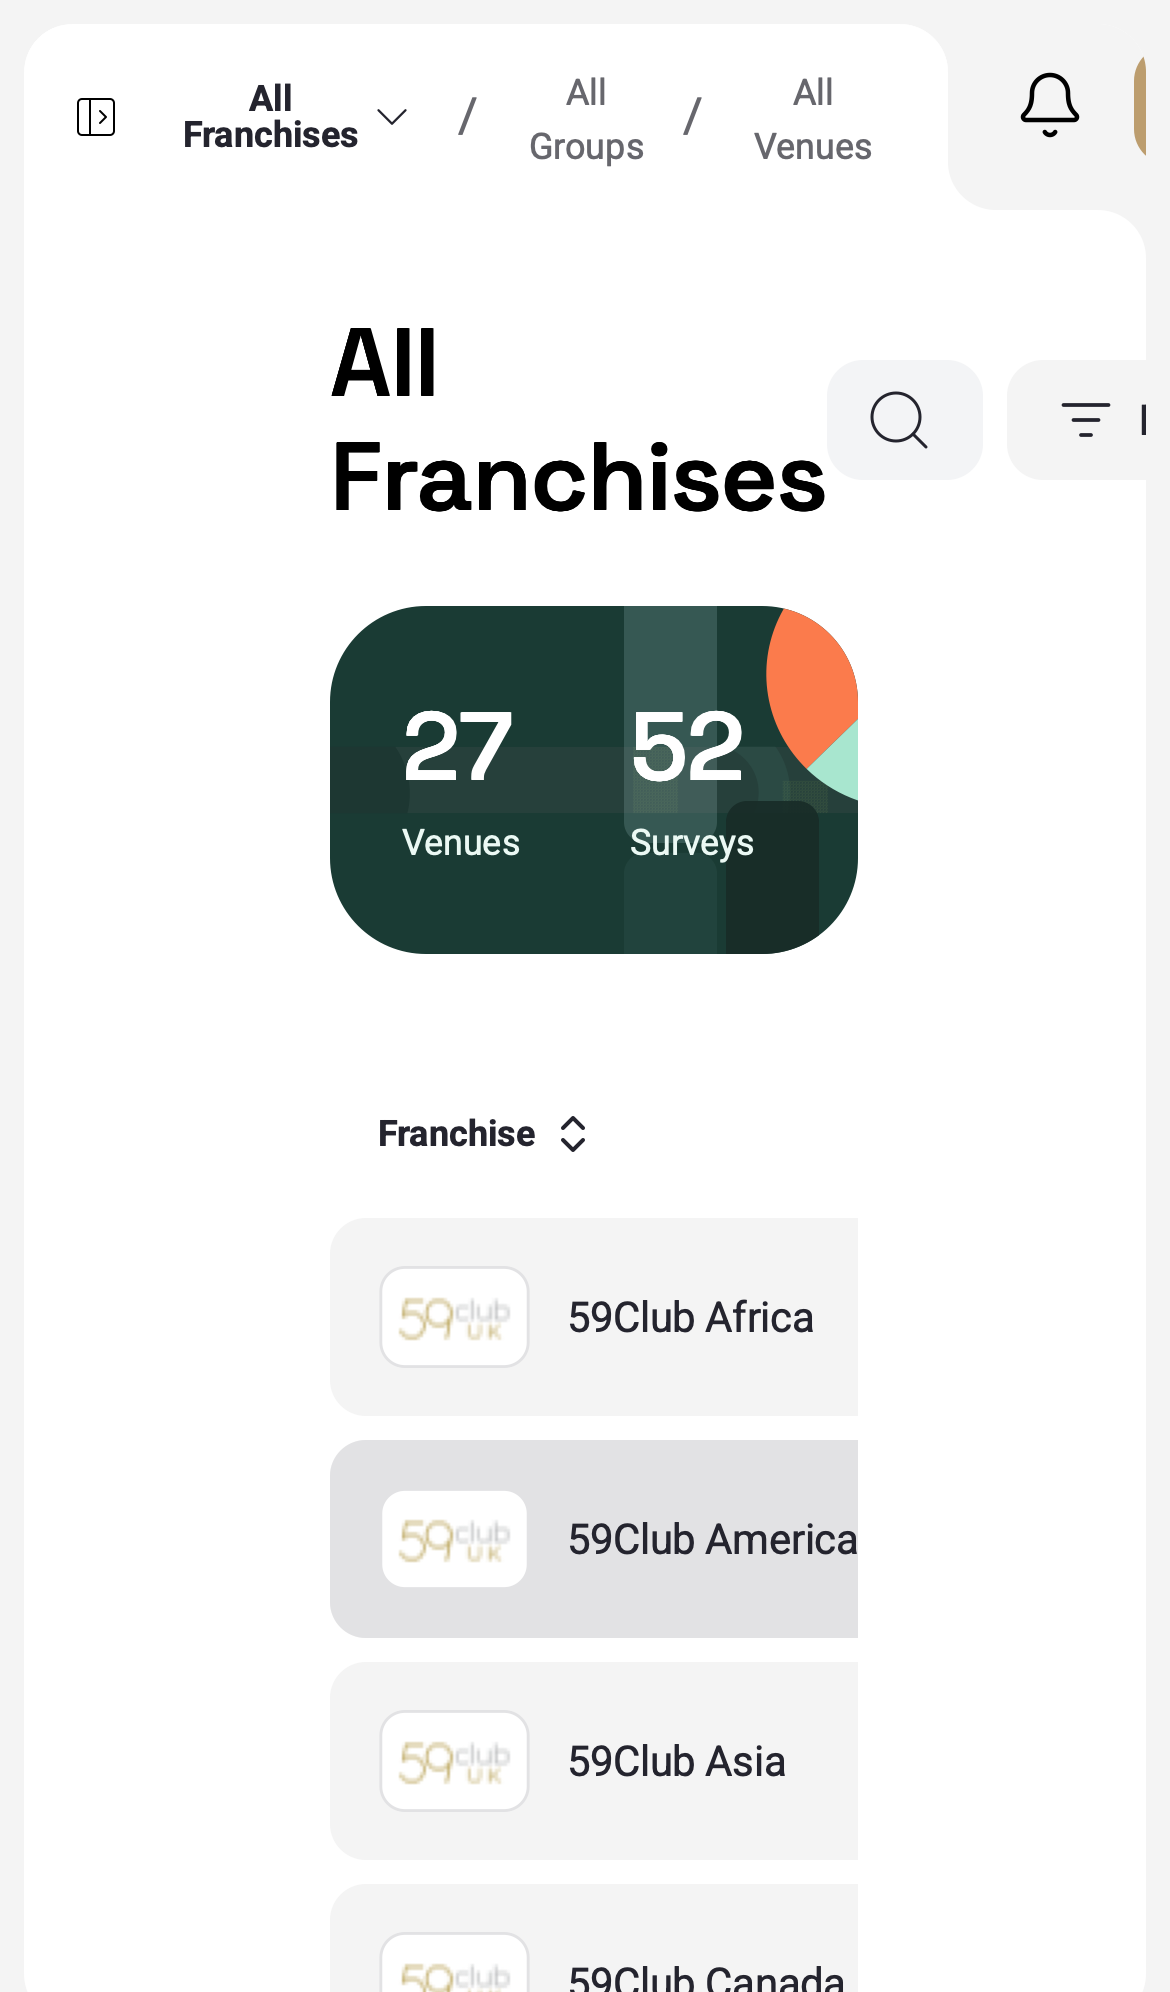 All
Franchises
/
All
Groups
/
All
Venues
All
Franchises
27
52
Venues
Surveys
Franchise
59club
UK
59Club Africa
59club
UK
59Club America
59club
UK
59Club Asia
59club
59Club Canada